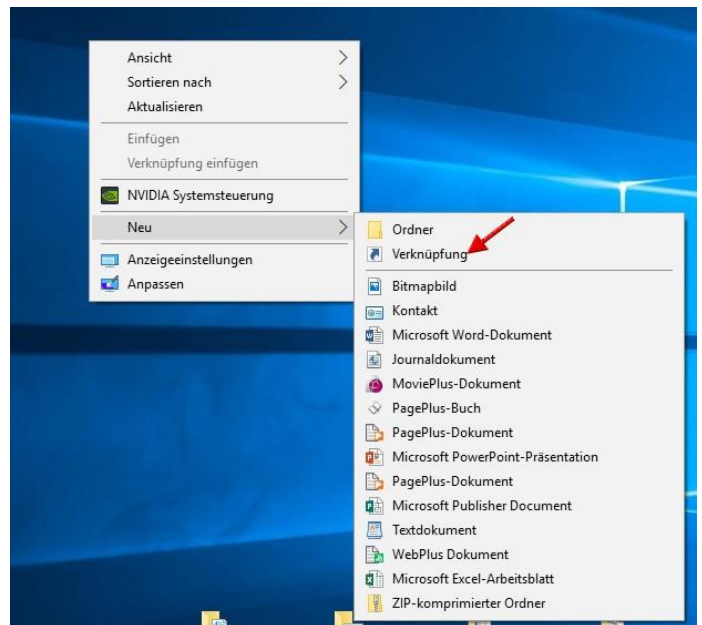 Ansicht
Sortieren nach
Aktualisieren
Einfügen
Verknüpfung einfügen
NVIDIA Systemsteuerung
Neu
Anzeigeeinstellungen
Anpassen
Ordner
Verknüpfung
Bitmapbild
Kontakt
Microsoft Word-Dokument
Journaldokument
MoviePlus-Dokument
PagePlus-Buch
PagePlus-Dokument
Microsoft PowerPoint-Präsentation
PagePlus-Dokument
Microsoft Publisher Document
Textdokument
WebPlus Dokument
Microsoft Excel-Arbeitsblatt
ZIP-komprimierter Ordner